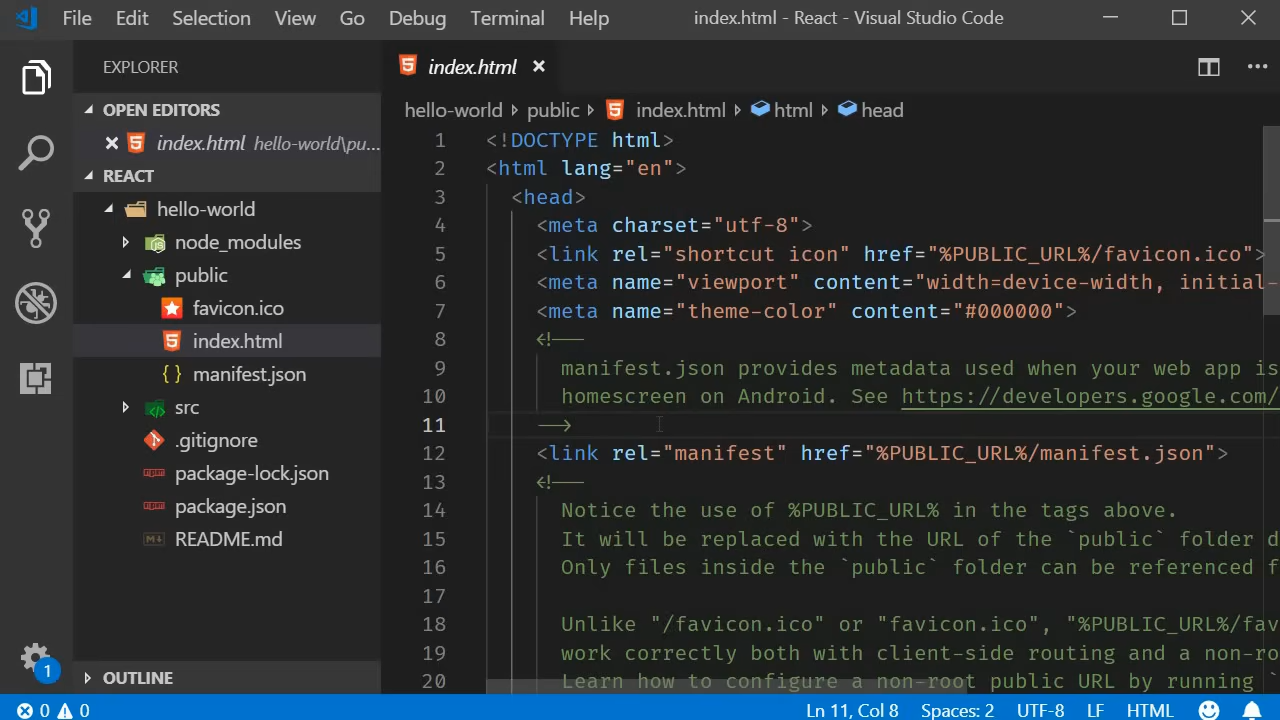 File Edit Selection View Go Debug Terminal Help index.html - React - Visual Studio Code
EXPLORER
OPEN EDITORS
index.html hello-world\pu...
REACT
hello-world
node_modules
public
favicon.ico
index.html
{ } manifest.json
src
.gitignore
package-lock.json
package.json
README.md
OUTLINE
index.html
hello-world public index.html html head
1 <!DOCTYPE html>
2 <html lang="en">
3 <head>
4 <meta charset="utf-8">
5 <link rel="shortcut icon" href="%PUBLIC_URL%/favicon.ico">
6 <meta name="viewport" content="width=device-width, initial-
7 <meta name="theme-color" content="#000000">
8 <!--
9 manifest.json provides metadata used when your web app is
10 homescreen on Android. See https://developers.google.com/
11 -->
12 <link rel="manifest" href="%PUBLIC_URL%/manifest.json">
13 <!--
14 Notice the use of %PUBLIC_URL% in the tags above.
15 It will be replaced with the URL of the `public` folder d
16 Only files inside the `public` folder can be referenced f
17
18 Unlike "/favicon.ico" or "favicon.ico", "%PUBLIC_URL%/fav
19 work correctly both with client-side routing and a non-ro
20 Learn how to configure a non-root public URL by running `
1
0 0 Ln 11, Col 8 Spaces: 2 UTF-8 LF HTML